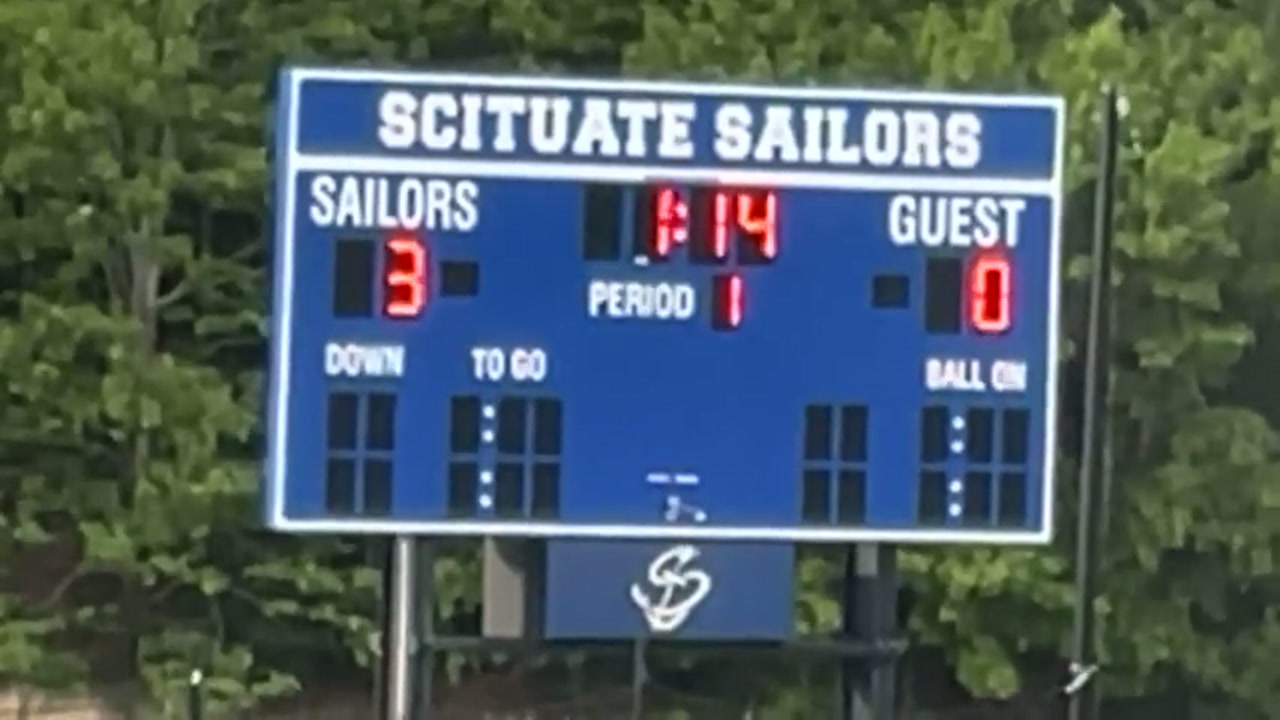 SCITUATE SAILORS
SAILORS 1:14 GUEST
3 PERIOD 1 0
DOWN TO GO BALL ON